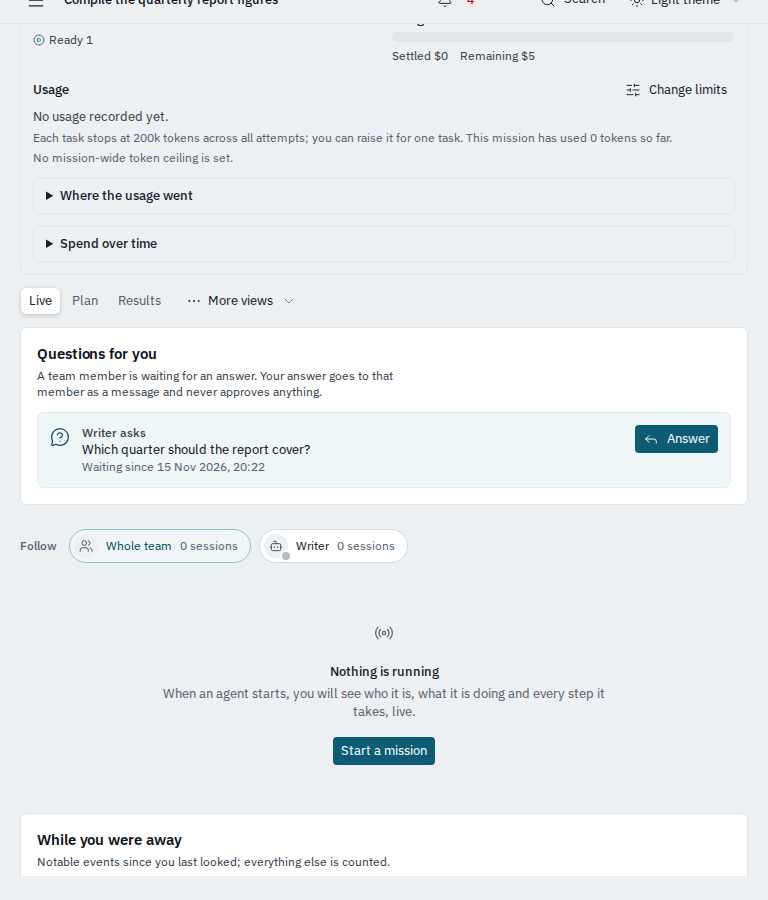 Compile the quarterly report figures
4
Search
Light theme
Ready 1
Settled $0 Remaining $5
Usage
Change limits
No usage recorded yet.
Each task stops at 200k tokens across all attempts; you can raise it for one task. This mission has used 0 tokens so far.
No mission-wide token ceiling is set.
Where the usage went
Spend over time
Live Plan Results ··· More views
Questions for you
A team member is waiting for an answer. Your answer goes to that
member as a message and never approves anything.
Writer asks
Which quarter should the report cover?
Waiting since 15 Nov 2026, 20:22
Answer
Follow Whole team 0 sessions Writer 0 sessions
Nothing is running
When an agent starts, you will see who it is, what it is doing and every step it
takes, live.
Start a mission
While you were away
Notable events since you last looked; everything else is counted.